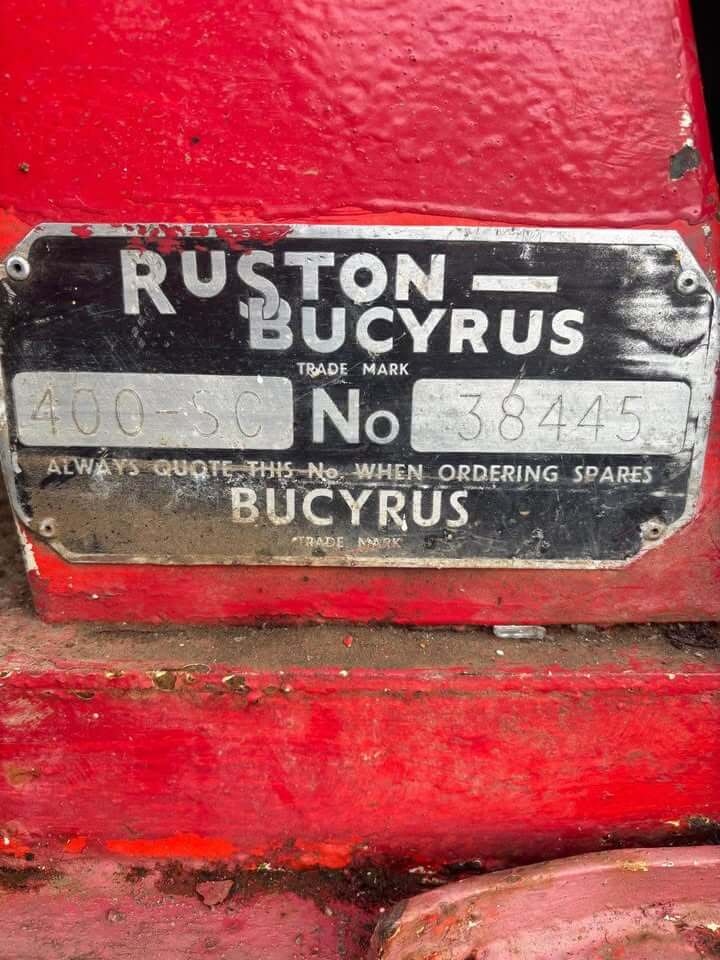 RUSTON —
BUCYRUS
TRADE MARK
400-SC No 38445
ALWAYS QUOTE THIS No WHEN ORDERING SPARES
BUCYRUS
TRADE MARK